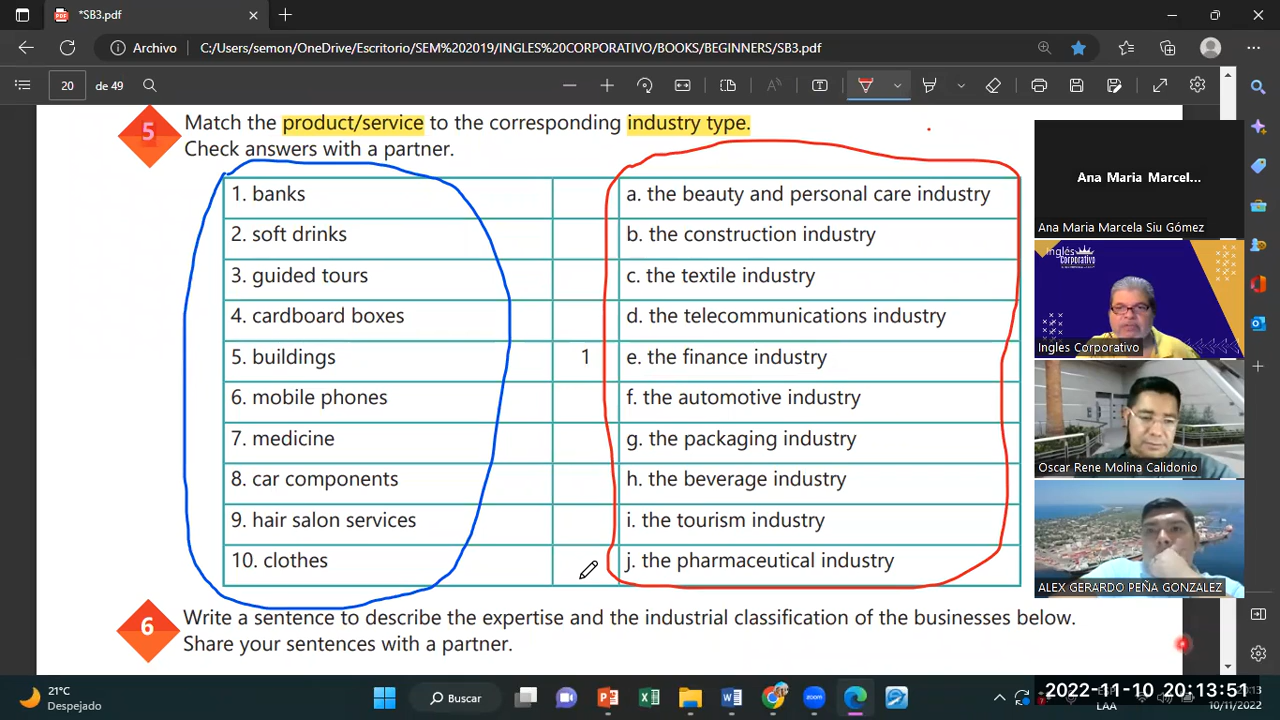 *SB3.pdf
Archivo
C:/Users/semon/OneDrive/Escritorio/SEM%202019/INGLES%20CORPORATIVO/BOOKS/BEGINNERS/SB3.pdf
20 de 49
5 Match the product/service to the corresponding industry type.
Check answers with a partner.
1. banks a. the beauty and personal care industry
2. soft drinks b. the construction industry
3. guided tours c. the textile industry
4. cardboard boxes d. the telecommunications industry
5. buildings 1 e. the finance industry
6. mobile phones f. the automotive industry
7. medicine g. the packaging industry
8. car components h. the beverage industry
9. hair salon services i. the tourism industry
10. clothes j. the pharmaceutical industry
6 Write a sentence to describe the expertise and the industrial classification of the businesses below.
Share your sentences with a partner.
Ana Maria Marcel...
Ana Maria Marcela Siu Gómez
Inglés
Corporativo
Ingles Corporativo
Oscar Rene Molina Calidonio
ALEX GERARDO PEÑA GONZALEZ
21°C
Despejado
Buscar
ESP
LAA
2022-11-10 20:13:51
10/11/2022